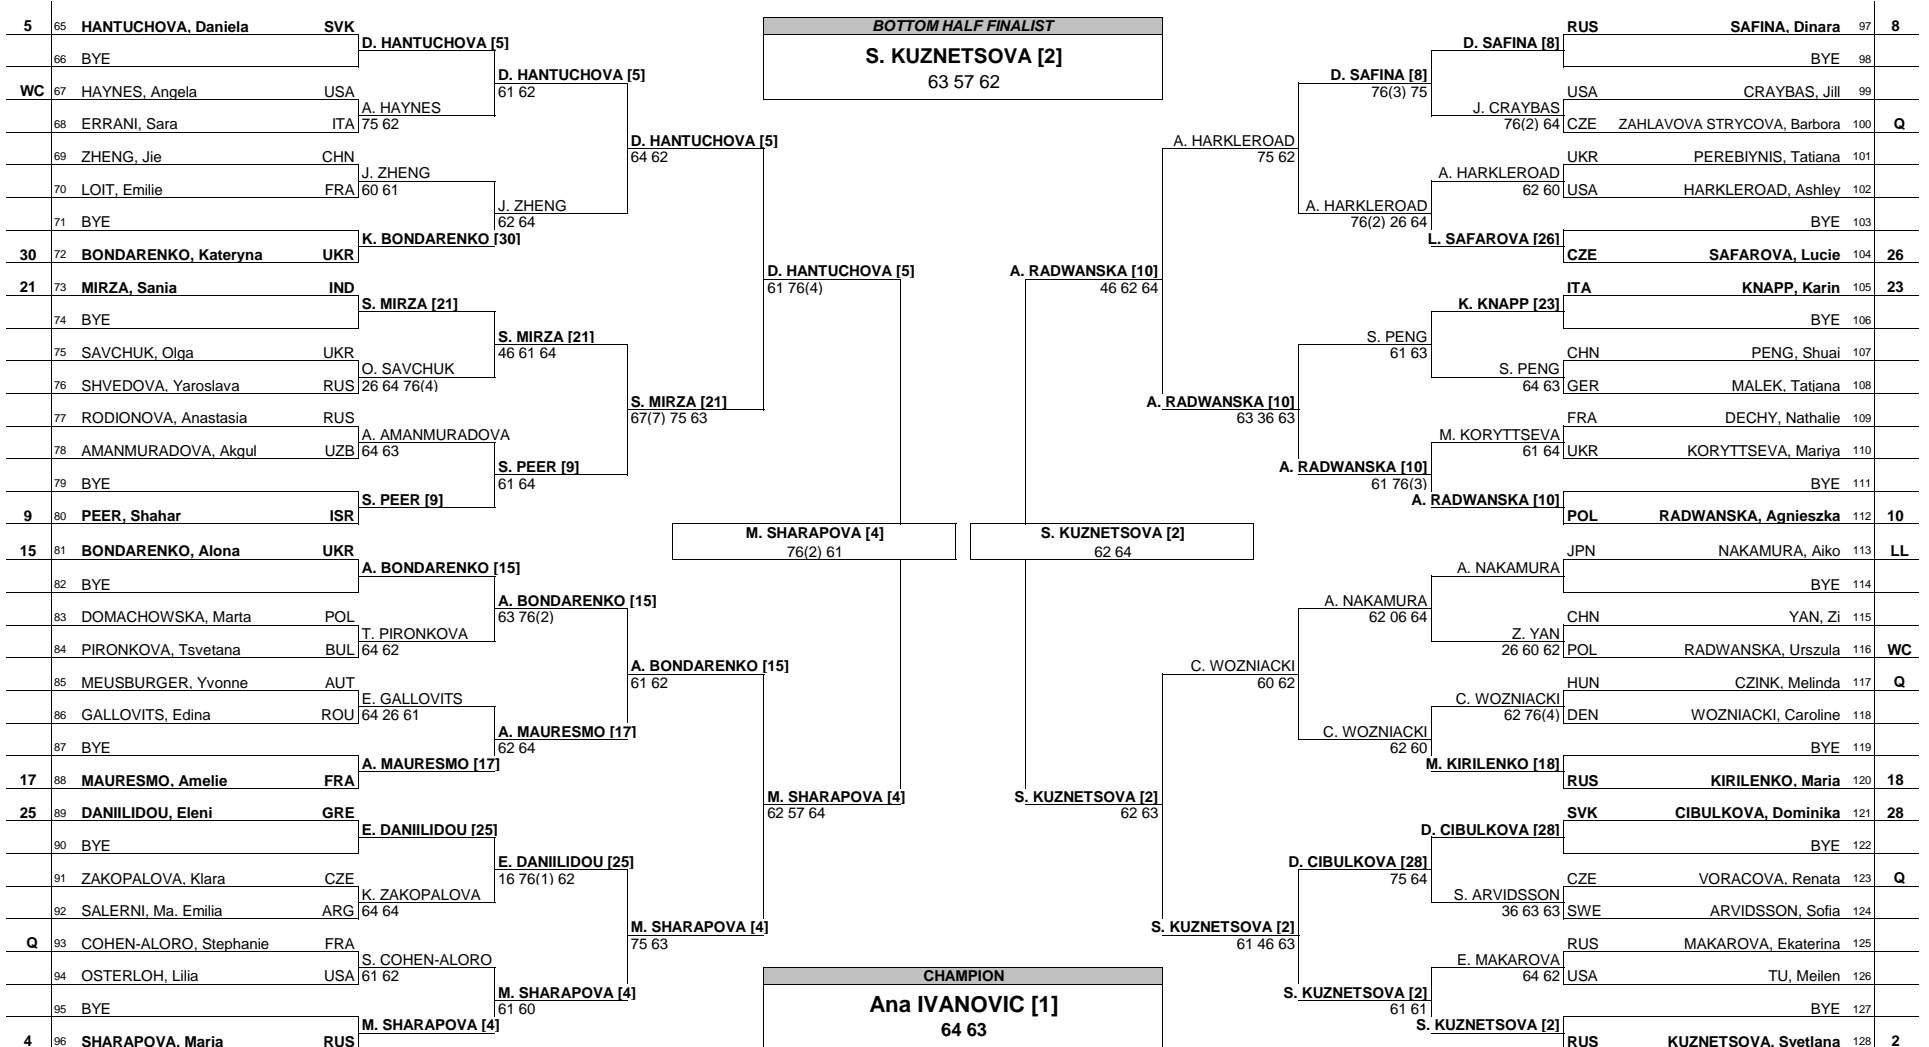 BOTTOM HALF FINALIST
S. KUZNETSOVA [2]
63 57 62
5 65 HANTUCHOVA, Daniela SVK
D. HANTUCHOVA [5]
66 BYE
D. HANTUCHOVA [5]
61 62
WC 67 HAYNES, Angela USA
A. HAYNES
75 62
68 ERRANI, Sara ITA
D. HANTUCHOVA [5]
64 62
69 ZHENG, Jie CHN
J. ZHENG
60 61
70 LOIT, Emilie FRA
J. ZHENG
62 64
71 BYE
K. BONDARENKO [30]
30 72 BONDARENKO, Kateryna UKR
D. HANTUCHOVA [5]
61 76(4)
21 73 MIRZA, Sania IND
S. MIRZA [21]
74 BYE
S. MIRZA [21]
46 61 64
75 SAVCHUK, Olga UKR
O. SAVCHUK
26 64 76(4)
76 SHVEDOVA, Yaroslava RUS
S. MIRZA [21]
67(7) 75 63
77 RODIONOVA, Anastasia RUS
A. AMANMURADOVA
64 63
78 AMANMURADOVA, Akgul UZB
S. PEER [9]
61 64
79 BYE
S. PEER [9]
9 80 PEER, Shahar ISR
M. SHARAPOVA [4]
76(2) 61
15 81 BONDARENKO, Alona UKR
A. BONDARENKO [15]
82 BYE
A. BONDARENKO [15]
63 76(2)
83 DOMACHOWSKA, Marta POL
T. PIRONKOVA
64 62
84 PIRONKOVA, Tsvetana BUL
A. BONDARENKO [15]
61 62
85 MEUSBURGER, Yvonne AUT
E. GALLOVITS
64 26 61
86 GALLOVITS, Edina ROU
A. MAURESMO [17]
62 64
87 BYE
A. MAURESMO [17]
17 88 MAURESMO, Amelie FRA
M. SHARAPOVA [4]
62 57 64
25 89 DANIILIDOU, Eleni GRE
E. DANIILIDOU [25]
90 BYE
E. DANIILIDOU [25]
16 76(1) 62
91 ZAKOPALOVA, Klara CZE
K. ZAKOPALOVA
64 64
92 SALERNI, Ma. Emilia ARG
M. SHARAPOVA [4]
75 63
Q 93 COHEN-ALORO, Stephanie FRA
S. COHEN-ALORO
61 62
94 OSTERLOH, Lilia USA
M. SHARAPOVA [4]
61 60
95 BYE
M. SHARAPOVA [4]
4 96 SHARAPOVA, Maria RUS
RUS SAFINA, Dinara 97 8
D. SAFINA [8]
BYE 98
D. SAFINA [8]
76(3) 75
USA CRAYBAS, Jill 99
J. CRAYBAS
76(2) 64
CZE ZAHLAVOVA STRYCOVA, Barbora 100 Q
A. HARKLEROAD
75 62
UKR PEREBIYNIS, Tatiana 101
A. HARKLEROAD
62 60
USA HARKLEROAD, Ashley 102
A. HARKLEROAD
76(2) 26 64
BYE 103
L. SAFAROVA [26]
CZE SAFAROVA, Lucie 104 26
A. RADWANSKA [10]
46 62 64
ITA KNAPP, Karin 105 23
K. KNAPP [23]
BYE 106
S. PENG
61 63
CHN PENG, Shuai 107
S. PENG
64 63
GER MALEK, Tatjana 108
A. RADWANSKA [10]
63 36 63
FRA DECHY, Nathalie 109
M. KORYTTSEVA
61 64
UKR KORYTTSEVA, Mariya 110
A. RADWANSKA [10]
61 76(3)
BYE 111
A. RADWANSKA [10]
POL RADWANSKA, Agnieszka 112 10
S. KUZNETSOVA [2]
62 64
JPN NAKAMURA, Aiko 113 LL
A. NAKAMURA
BYE 114
A. NAKAMURA
62 06 64
CHN YAN, Zi 115
Z. YAN
26 60 62
POL RADWANSKA, Urszula 116 WC
C. WOZNIACKI
60 62
HUN CZINK, Melinda 117 Q
C. WOZNIACKI
62 76(4)
DEN WOZNIACKI, Caroline 118
C. WOZNIACKI
62 60
BYE 119
M. KIRILENKO [18]
RUS KIRILENKO, Maria 120 18
S. KUZNETSOVA [2]
62 63
SVK CIBULKOVA, Dominika 121 28
D. CIBULKOVA [28]
BYE 122
D. CIBULKOVA [28]
75 64
CZE VORACOVA, Renata 123 Q
S. ARVIDSSON
36 63 63
SWE ARVIDSSON, Sofia 124
S. KUZNETSOVA [2]
61 46 63
RUS MAKAROVA, Ekaterina 125
E. MAKAROVA
64 62
USA TU, Meilen 126
S. KUZNETSOVA [2]
61 61
BYE 127
S. KUZNETSOVA [2]
RUS KUZNETSOVA, Svetlana 128 2
CHAMPION
Ana IVANOVIC [1]
64 63